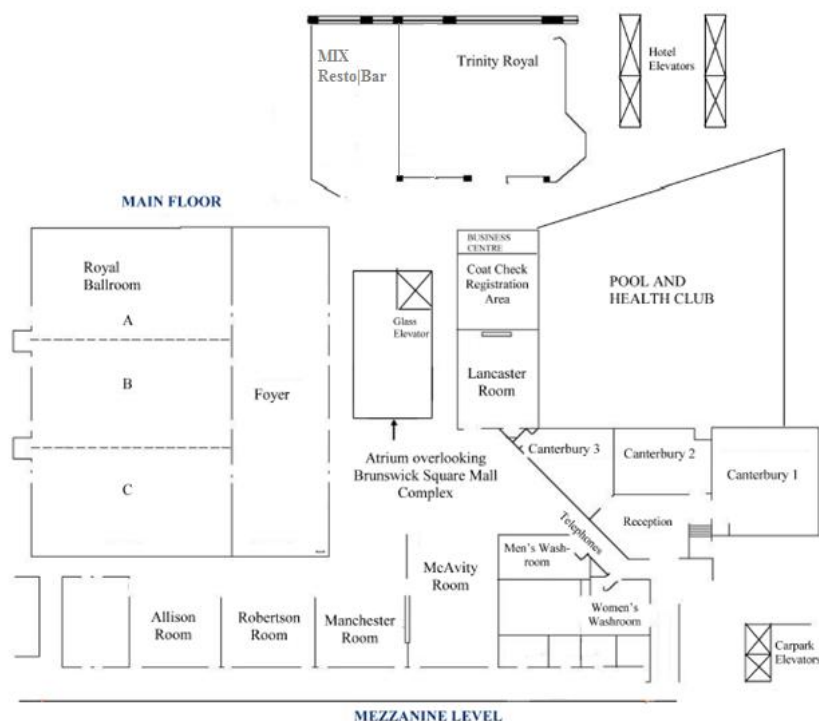 MIX
Resto|Bar
Trinity Royal
Hotel
Elevators
MAIN FLOOR
BUSINESS
CENTRE
Royal
Ballroom
Coat Check
Registration
Area
POOL AND
HEALTH CLUB
A
Glass
Elevator
B
Foyer
Lancaster
Room
Canterbury 3
Canterbury 2
Canterbury 1
Atrium overlooking
Brunswick Square Mall
Complex
C
Telephones
Reception
Men's Wash-
room
McAvity
Room
Allison
Room
Robertson
Room
Manchester
Room
Women's
Washroom
Carpark
Elevators
MEZZANINE LEVEL